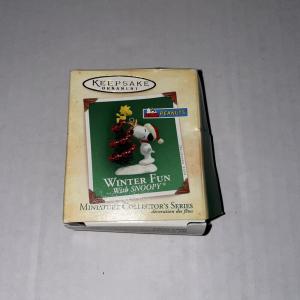 KEEPSAKE
ORNAMENT
PEANUTS
WINTER FUN
With SNOOPY®
MINIATURE COLLECTOR'S SERIES
décoration des fêtes